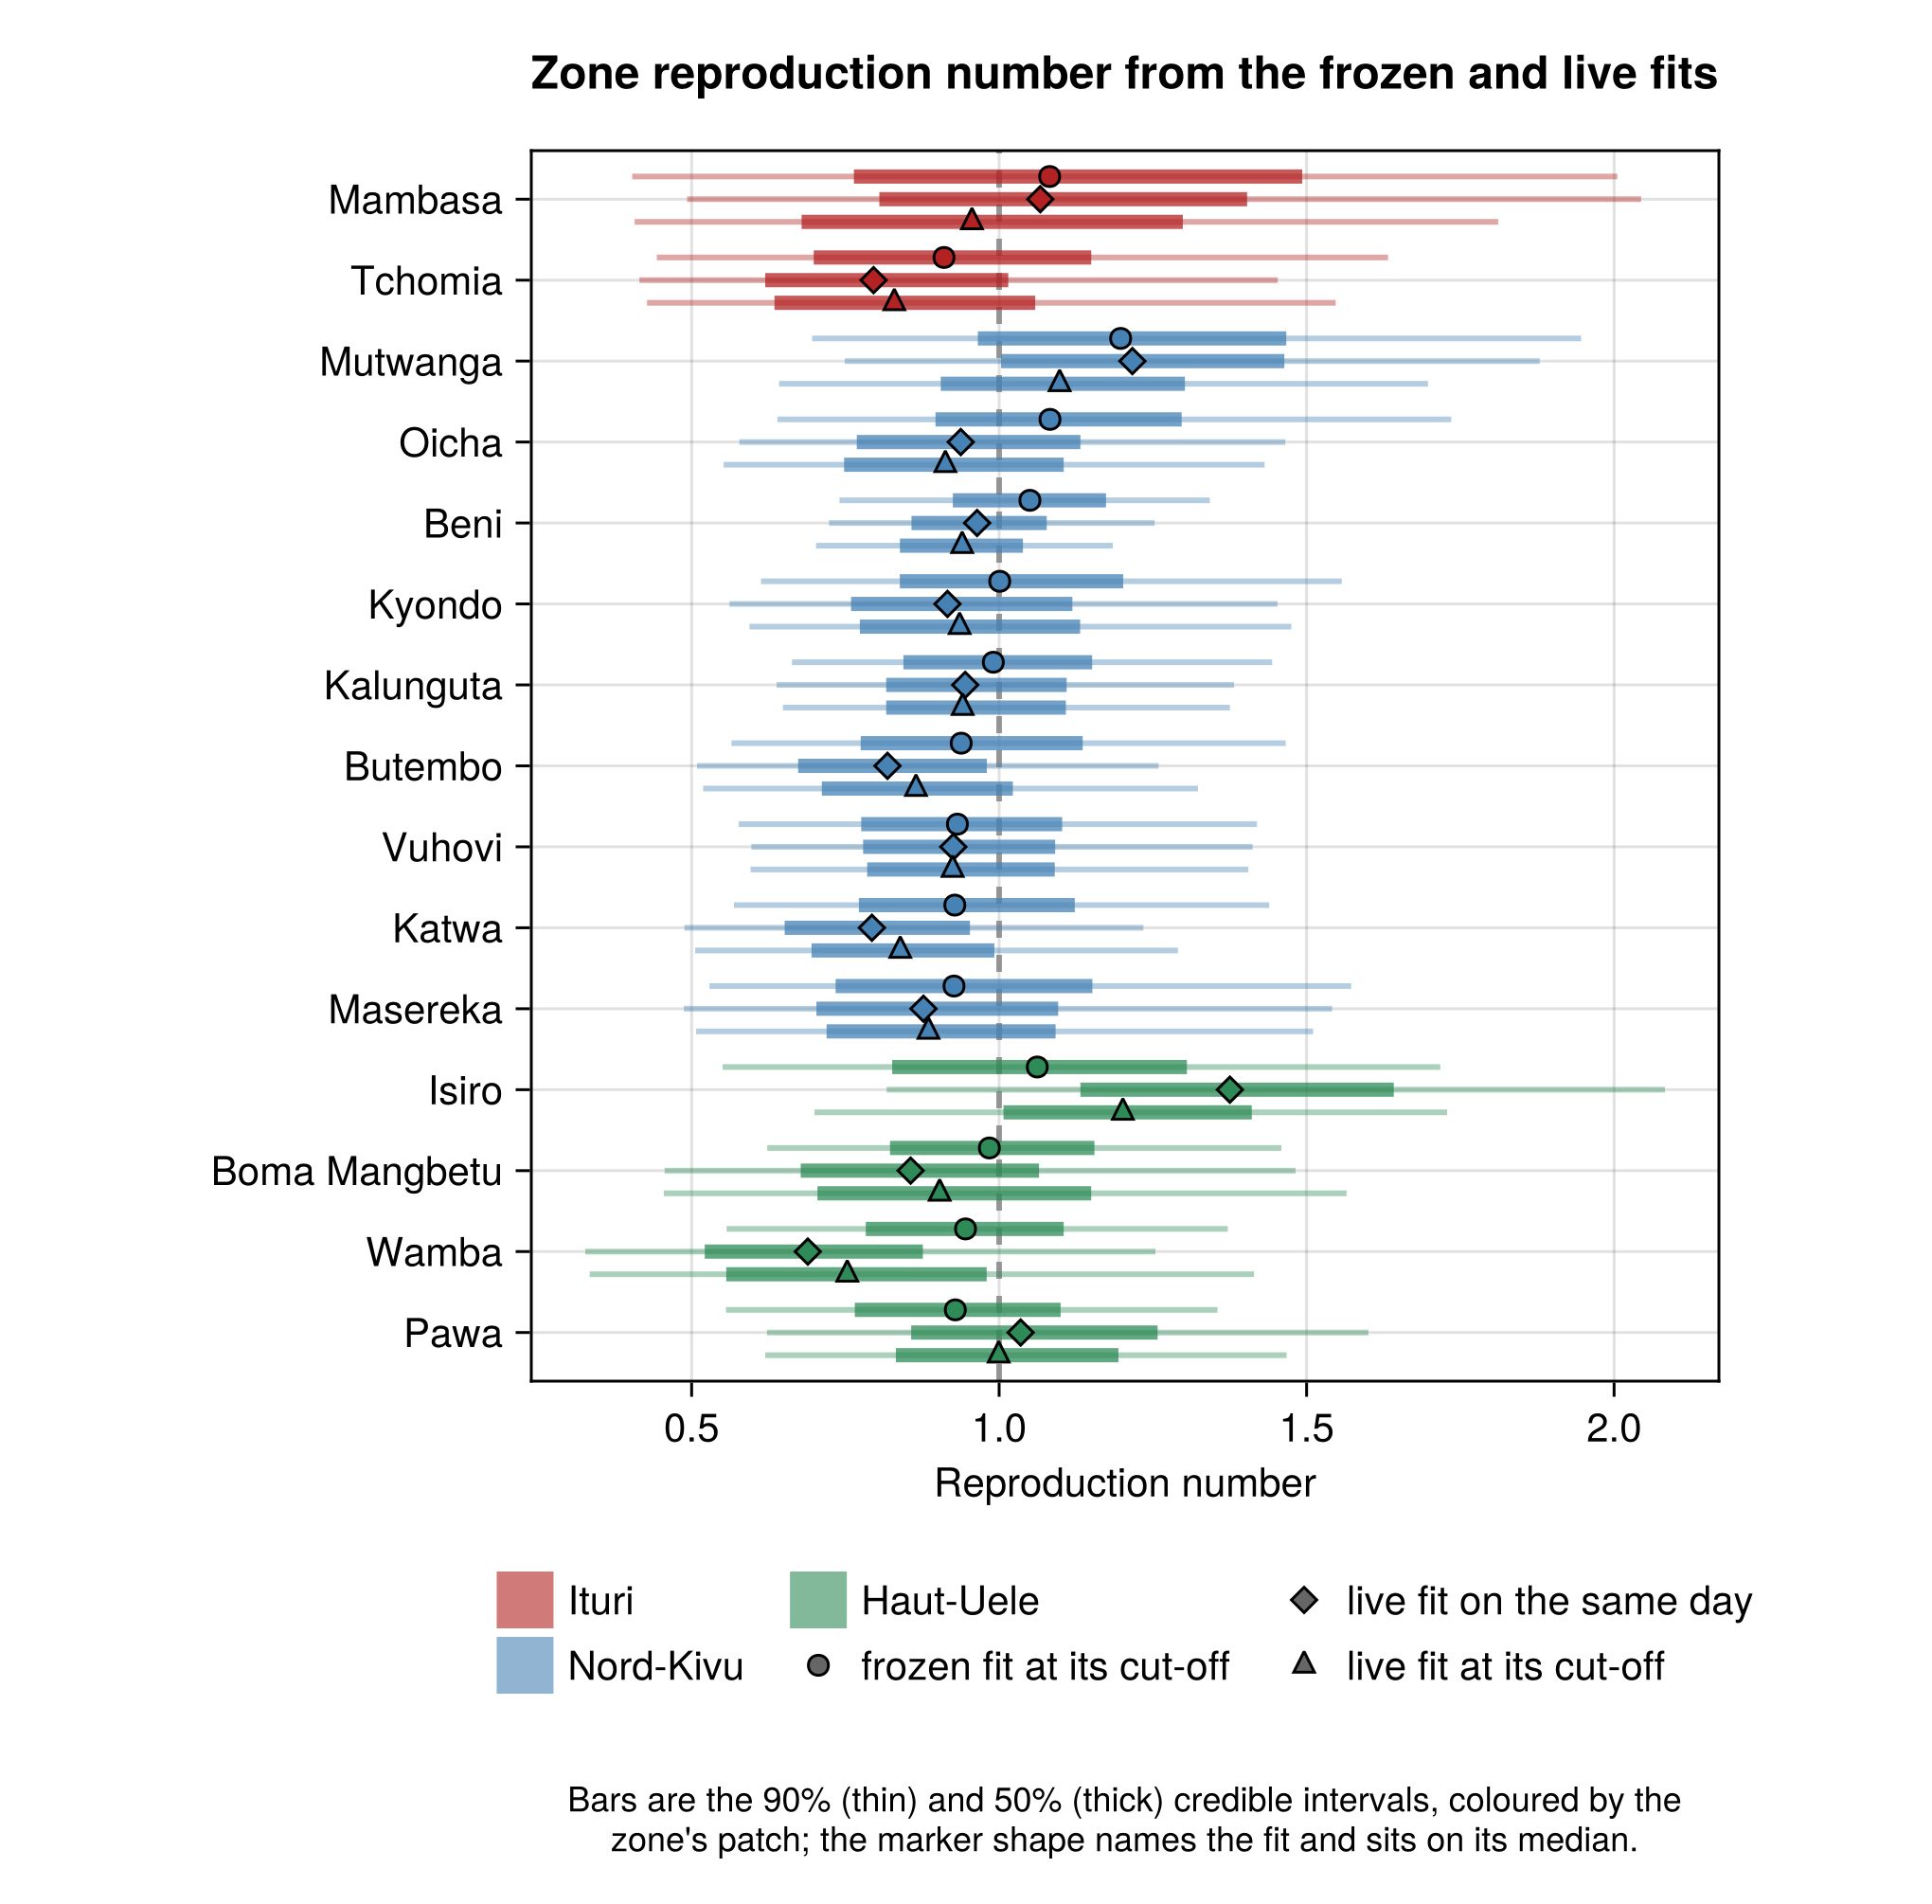 Zone reproduction number from the frozen and live fits
Mambasa
Tchomia
Mutwanga
Oicha
Beni
Kyondo
Kalunguta
Butembo
Vuhovi
Katwa
Masereka
Isiro
Boma Mangbetu
Wamba
Pawa
0.5 1.0 1.5 2.0
Reproduction number
Ituri Haut-Uele live fit on the same day
Nord-Kivu frozen fit at its cut-off live fit at its cut-off
Bars are the 90% (thin) and 50% (thick) credible intervals, coloured by the
zone's patch; the marker shape names the fit and sits on its median.